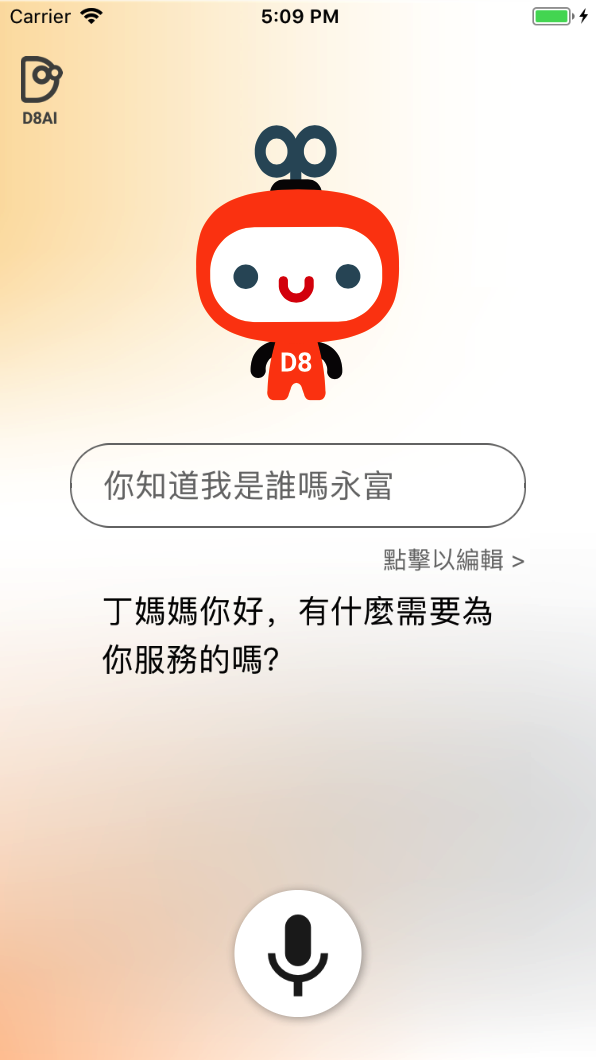 Carrier
5:09 PM
D8AI
D8
你知道我是誰嗎永富
點擊以編輯 >
丁媽媽你好，有什麼需要為
你服務的嗎？